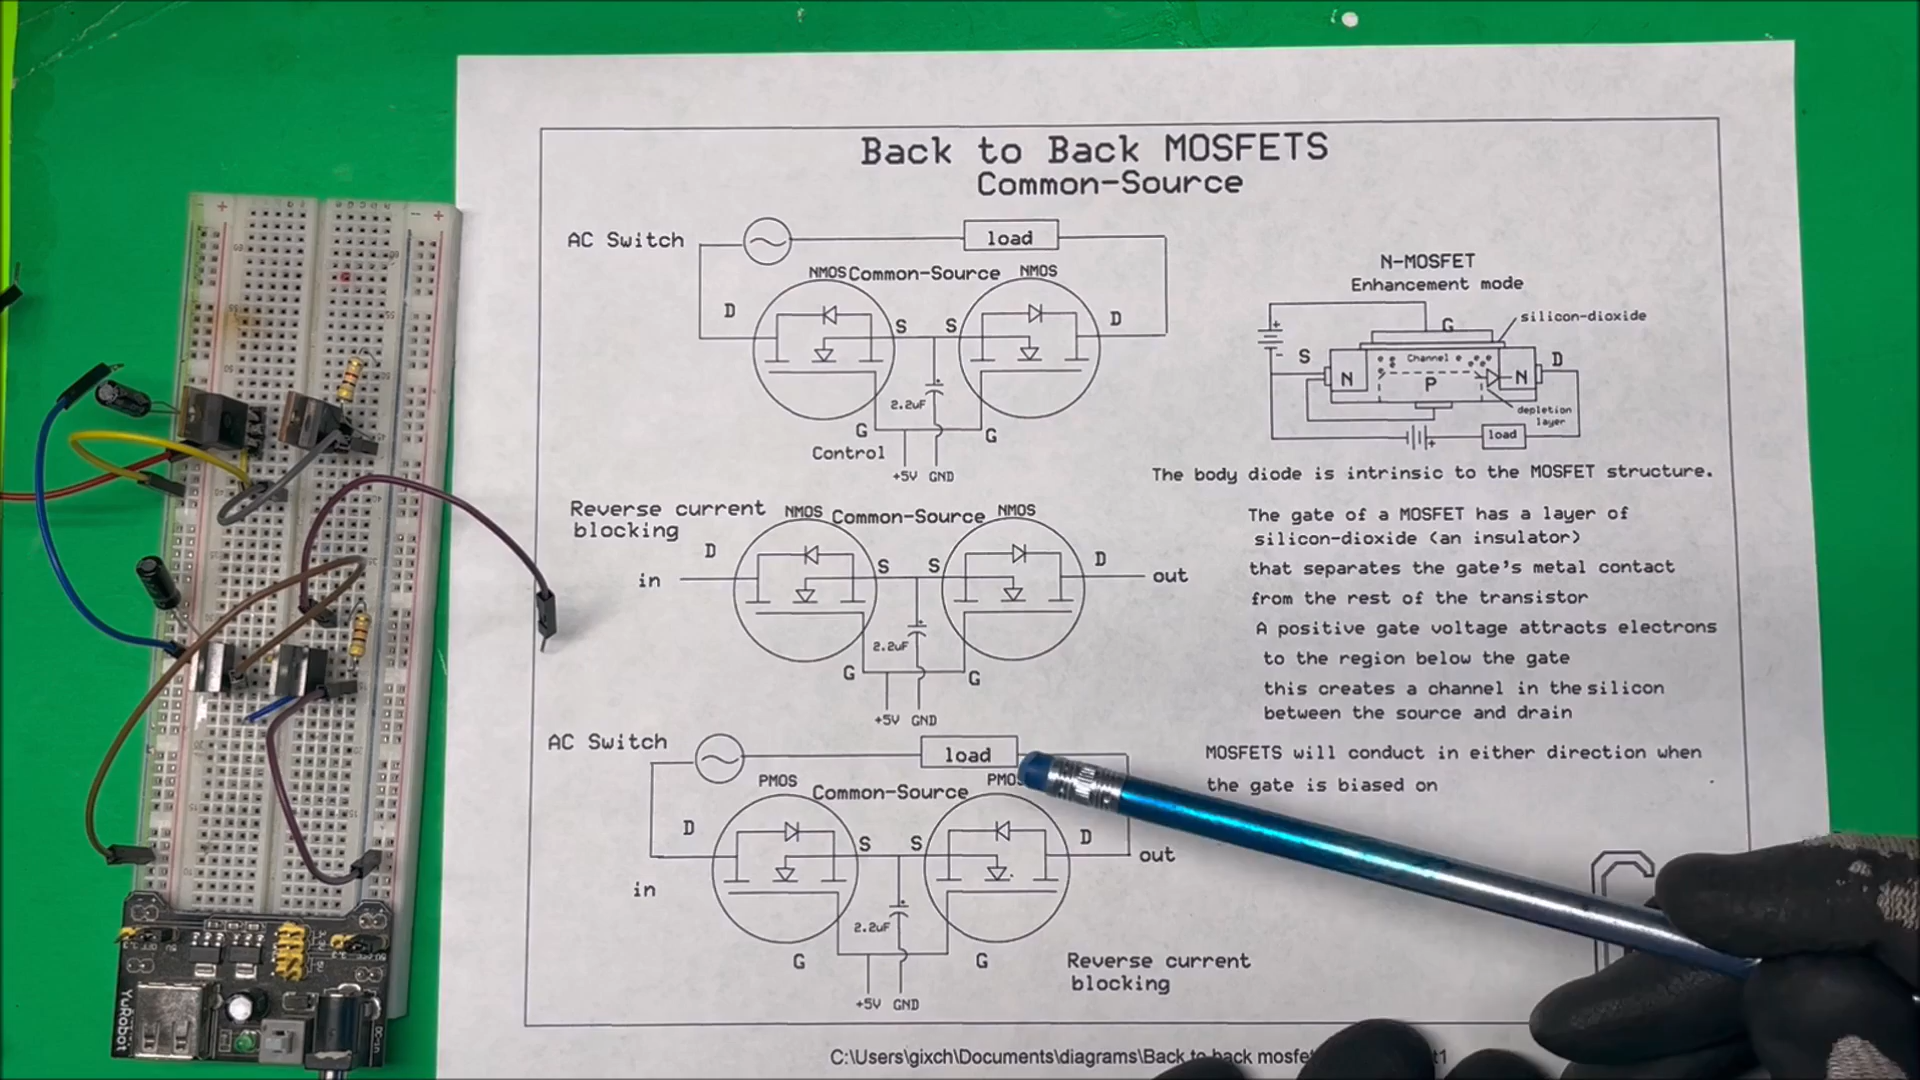 Back to Back MOSFETS
Common-Source
AC Switch
load
NMOS Common-Source NMOS
D
S
S
D
2.2uF
G
G
Control
+5V GND
N-MOSFET
Enhancement mode
silicon-dioxide
G
S
Channel
D
N
P
N
depletion
layer
load
The body diode is intrinsic to the MOSFET structure.
Reverse current
blocking
NMOS Common-Source NMOS
D
S
S
D
in
out
2.2uF
G
G
+5V GND
The gate of a MOSFET has a layer of
silicon-dioxide (an insulator)
that separates the gate's metal contact
from the rest of the transistor
A positive gate voltage attracts electrons
to the region below the gate
this creates a channel in the silicon
between the source and drain
MOSFETS will conduct in either direction when
the gate is biased on
AC Switch
load
PMOS Common-Source
D
S
S
D
in
out
2.2uF
G
G
+5V GND
Reverse current
blocking
C:\Users\gixch\Documents\diagrams\Back to back
YuRobot